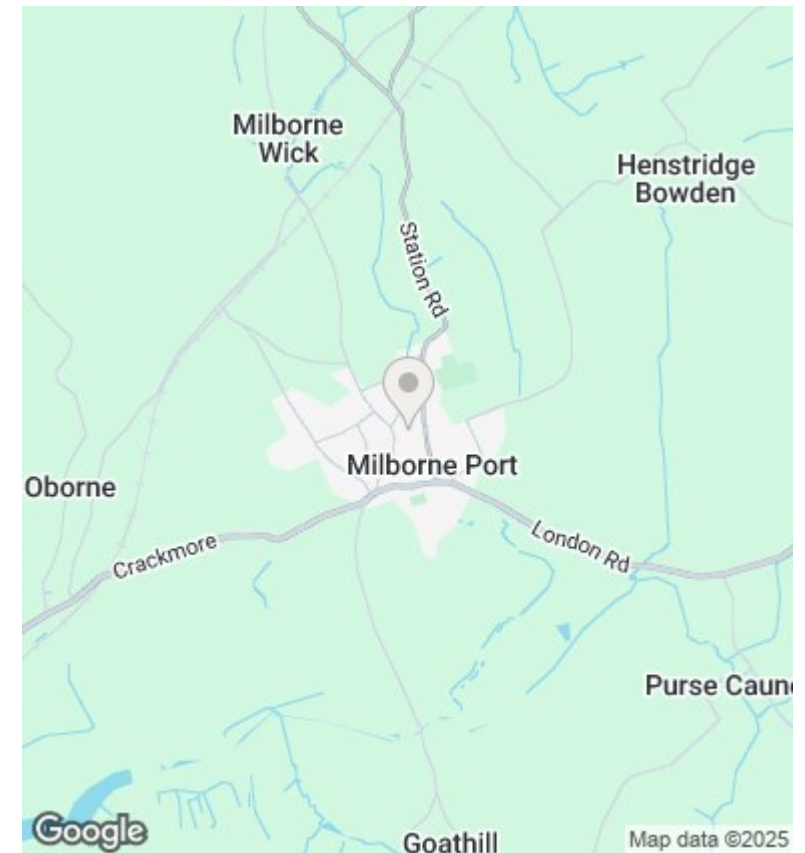 Milborne
Wick
Henstridge
Bowden
Station Rd
Milborne Port
Oborne
Crackmore
London Rd
Purse Caun
Goathill
Google
Map data ©2025